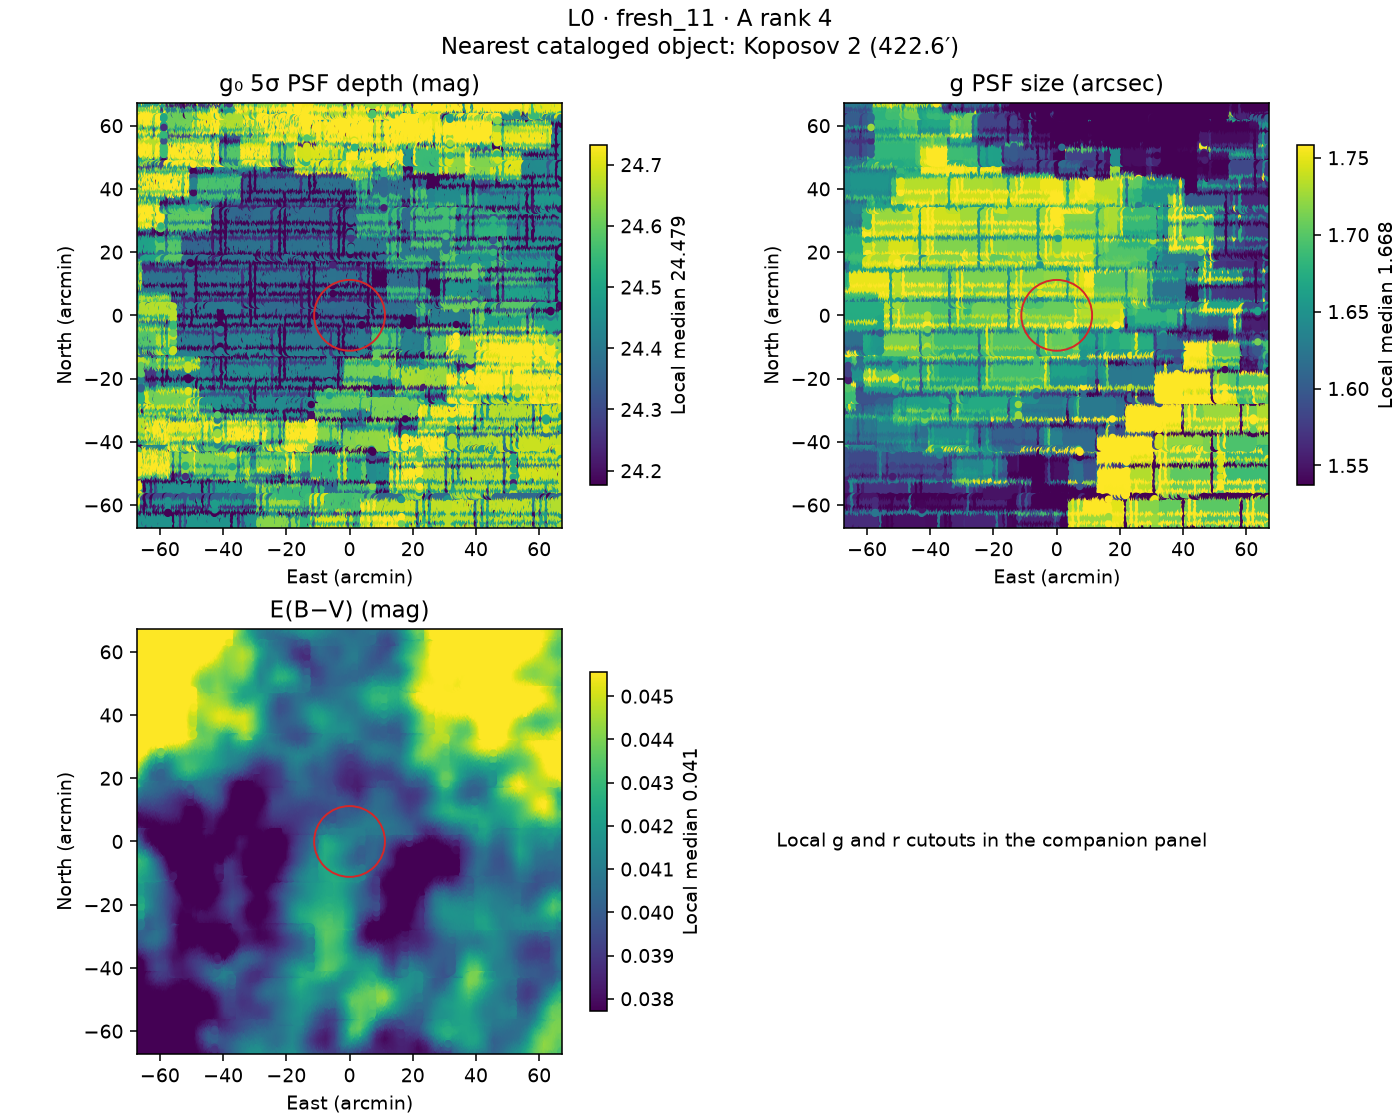 L0 · fresh_11 · A rank 4
Nearest cataloged object: Koposov 2 (422.6′)
g₀ 5σ PSF depth (mag)
60
40
20
0
−20
−40
−60
−60 −40 −20 0 20 40 60
North (arcmin)
East (arcmin)
24.7
24.6
24.5
24.4
24.3
24.2
Local median 24.479
g PSF size (arcsec)
60
40
20
0
−20
−40
−60
−60 −40 −20 0 20 40 60
North (arcmin)
East (arcmin)
1.75
1.70
1.65
1.60
1.55
Local median 1.668
E(B−V) (mag)
60
40
20
0
−20
−40
−60
−60 −40 −20 0 20 40 60
North (arcmin)
East (arcmin)
0.045
0.044
0.043
0.042
0.041
0.040
0.039
0.038
Local median 0.041
Local g and r cutouts in the companion panel